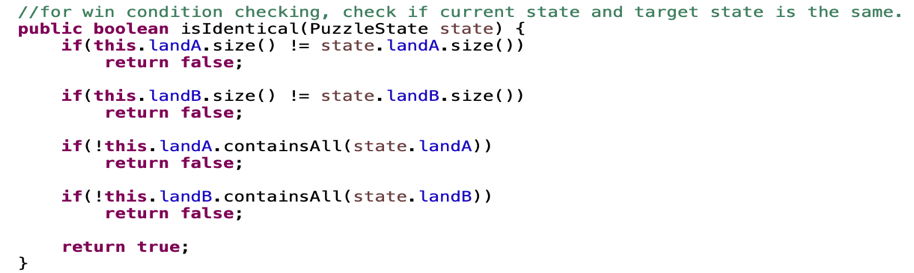 //for win condition checking, check if current state and target state is the same.
public boolean isIdentical(PuzzleState state) {
    if(this.landA.size() != state.landA.size())
        return false;

    if(this.landB.size() != state.landB.size())
        return false;

    if(!this.landA.containsAll(state.landA))
        return false;

    if(!this.landB.containsAll(state.landB))
        return false;

    return true;
}